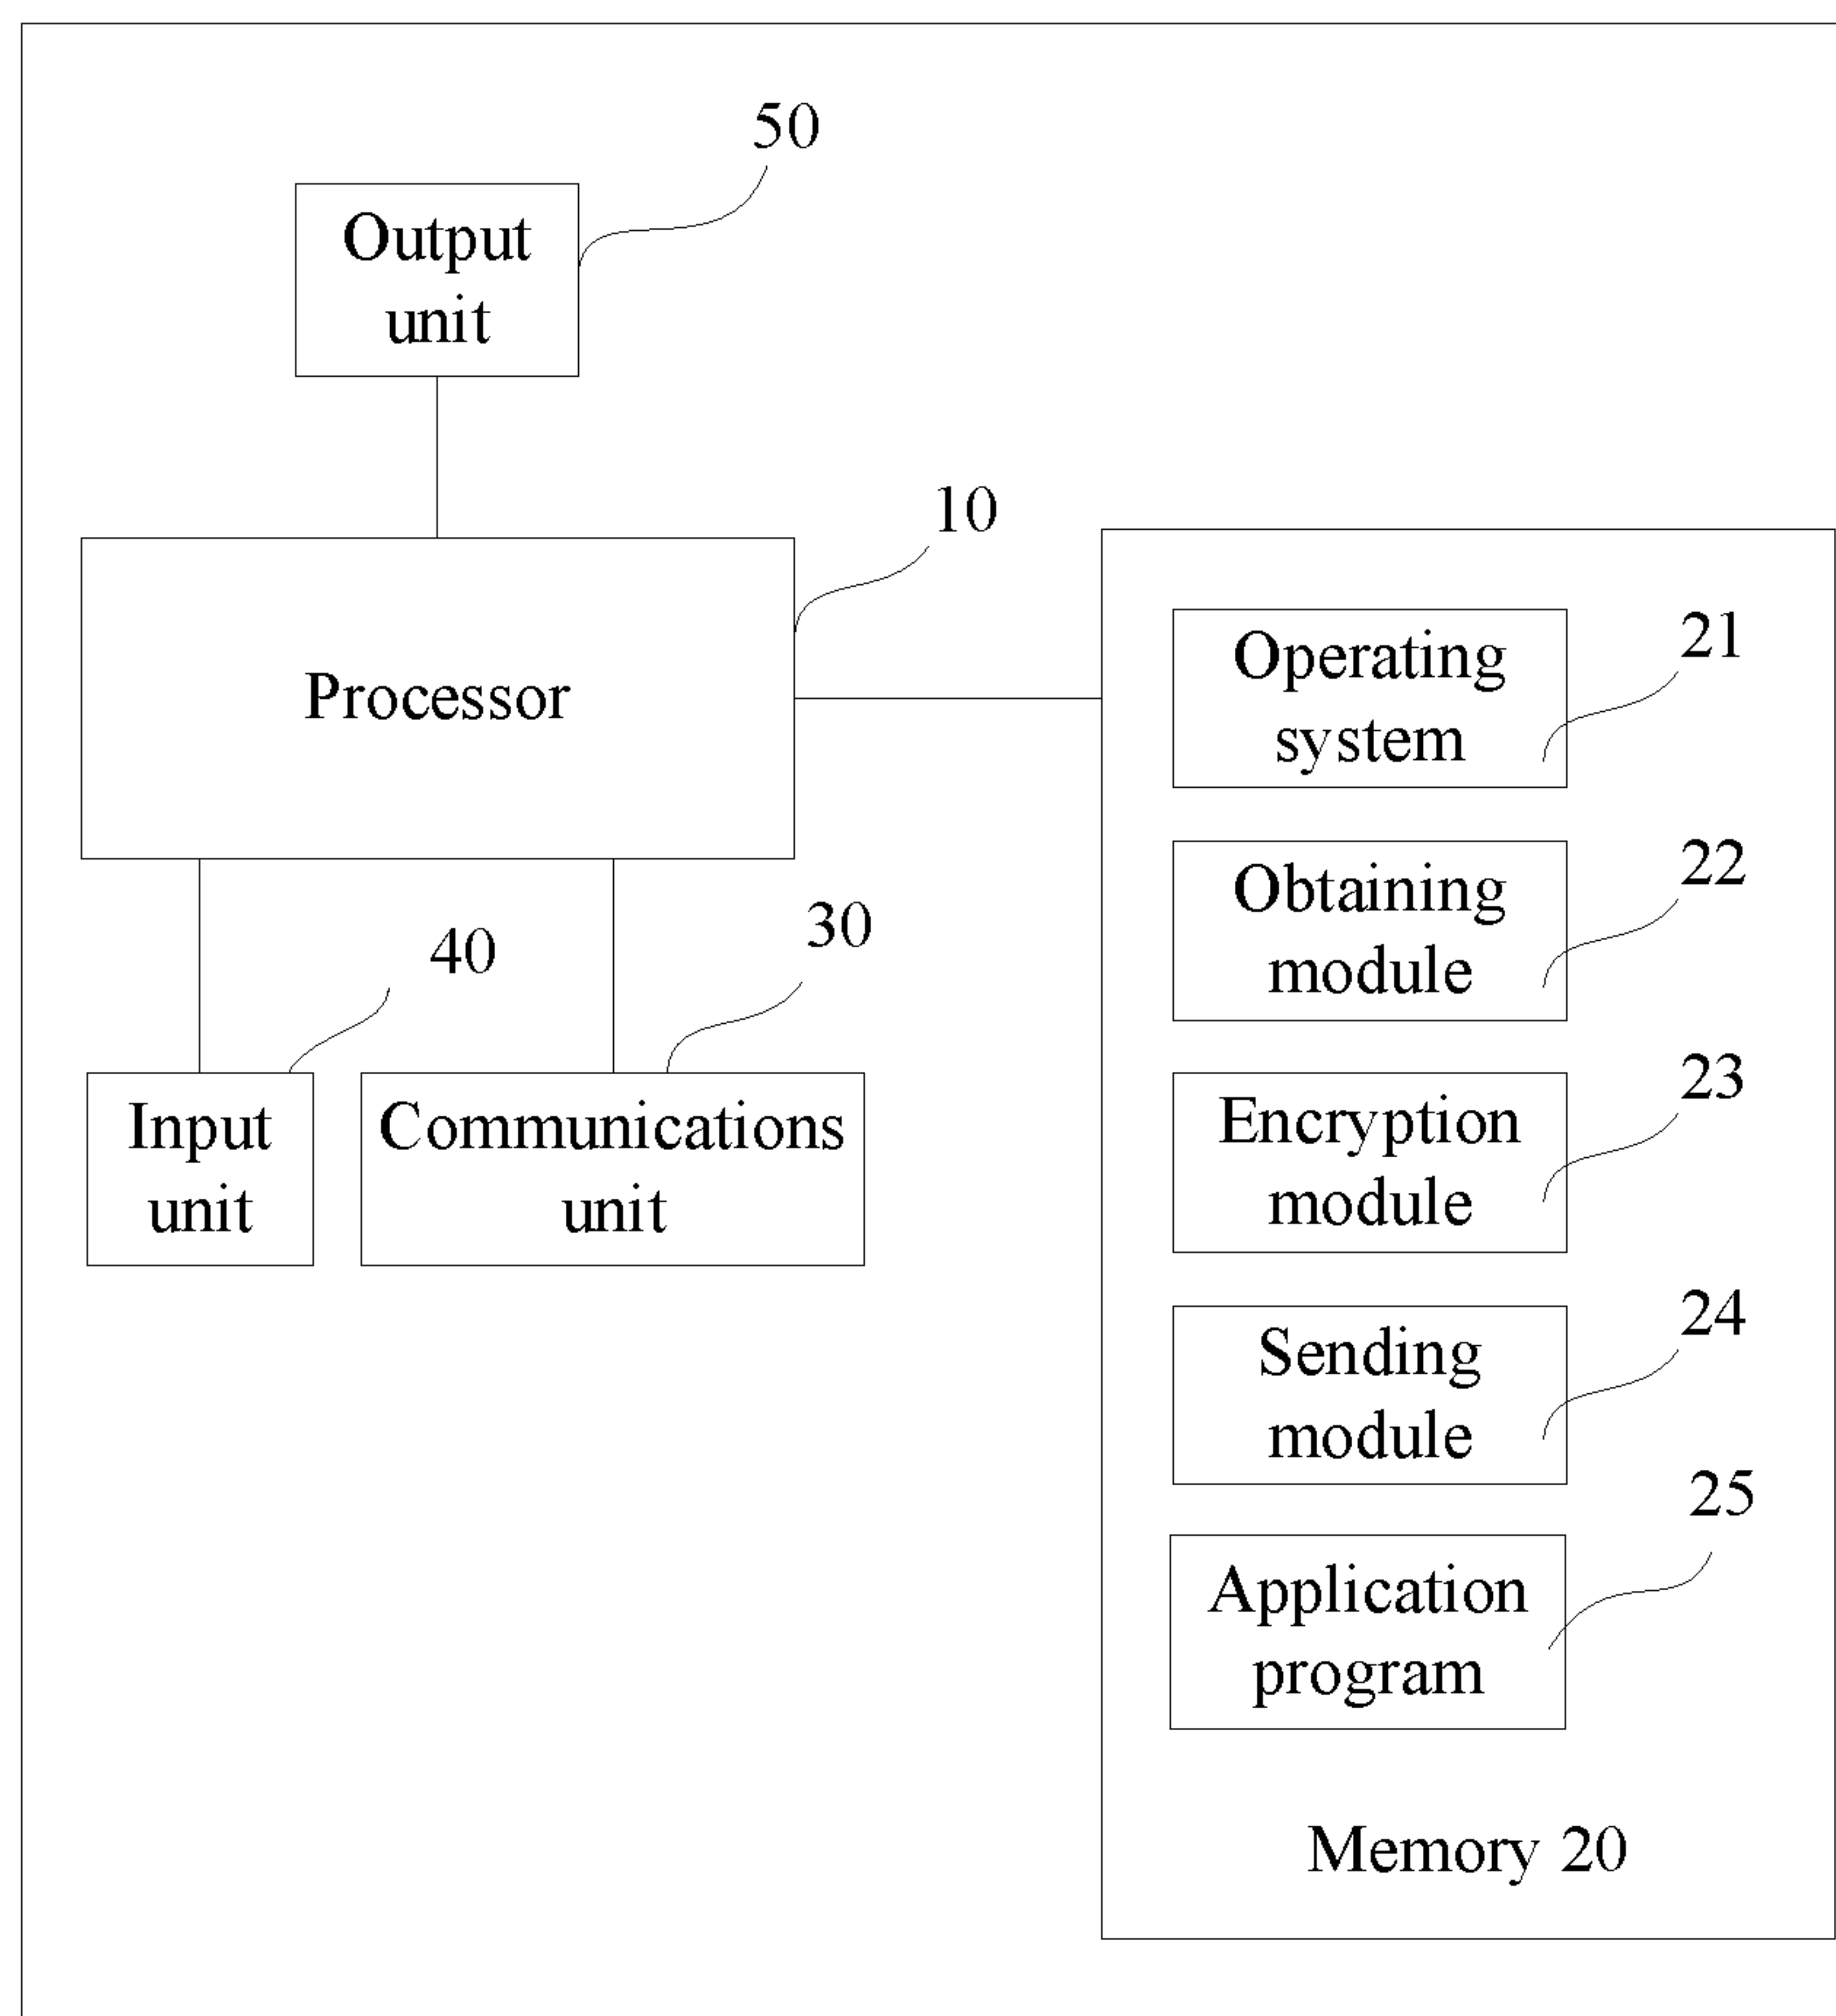 50
Output
unit
10
Processor
21
Operating
system
22
Obtaining
module
40
30
Input
unit
Communications
unit
23
Encryption
module
24
Sending
module
25
Application
program
Memory 20